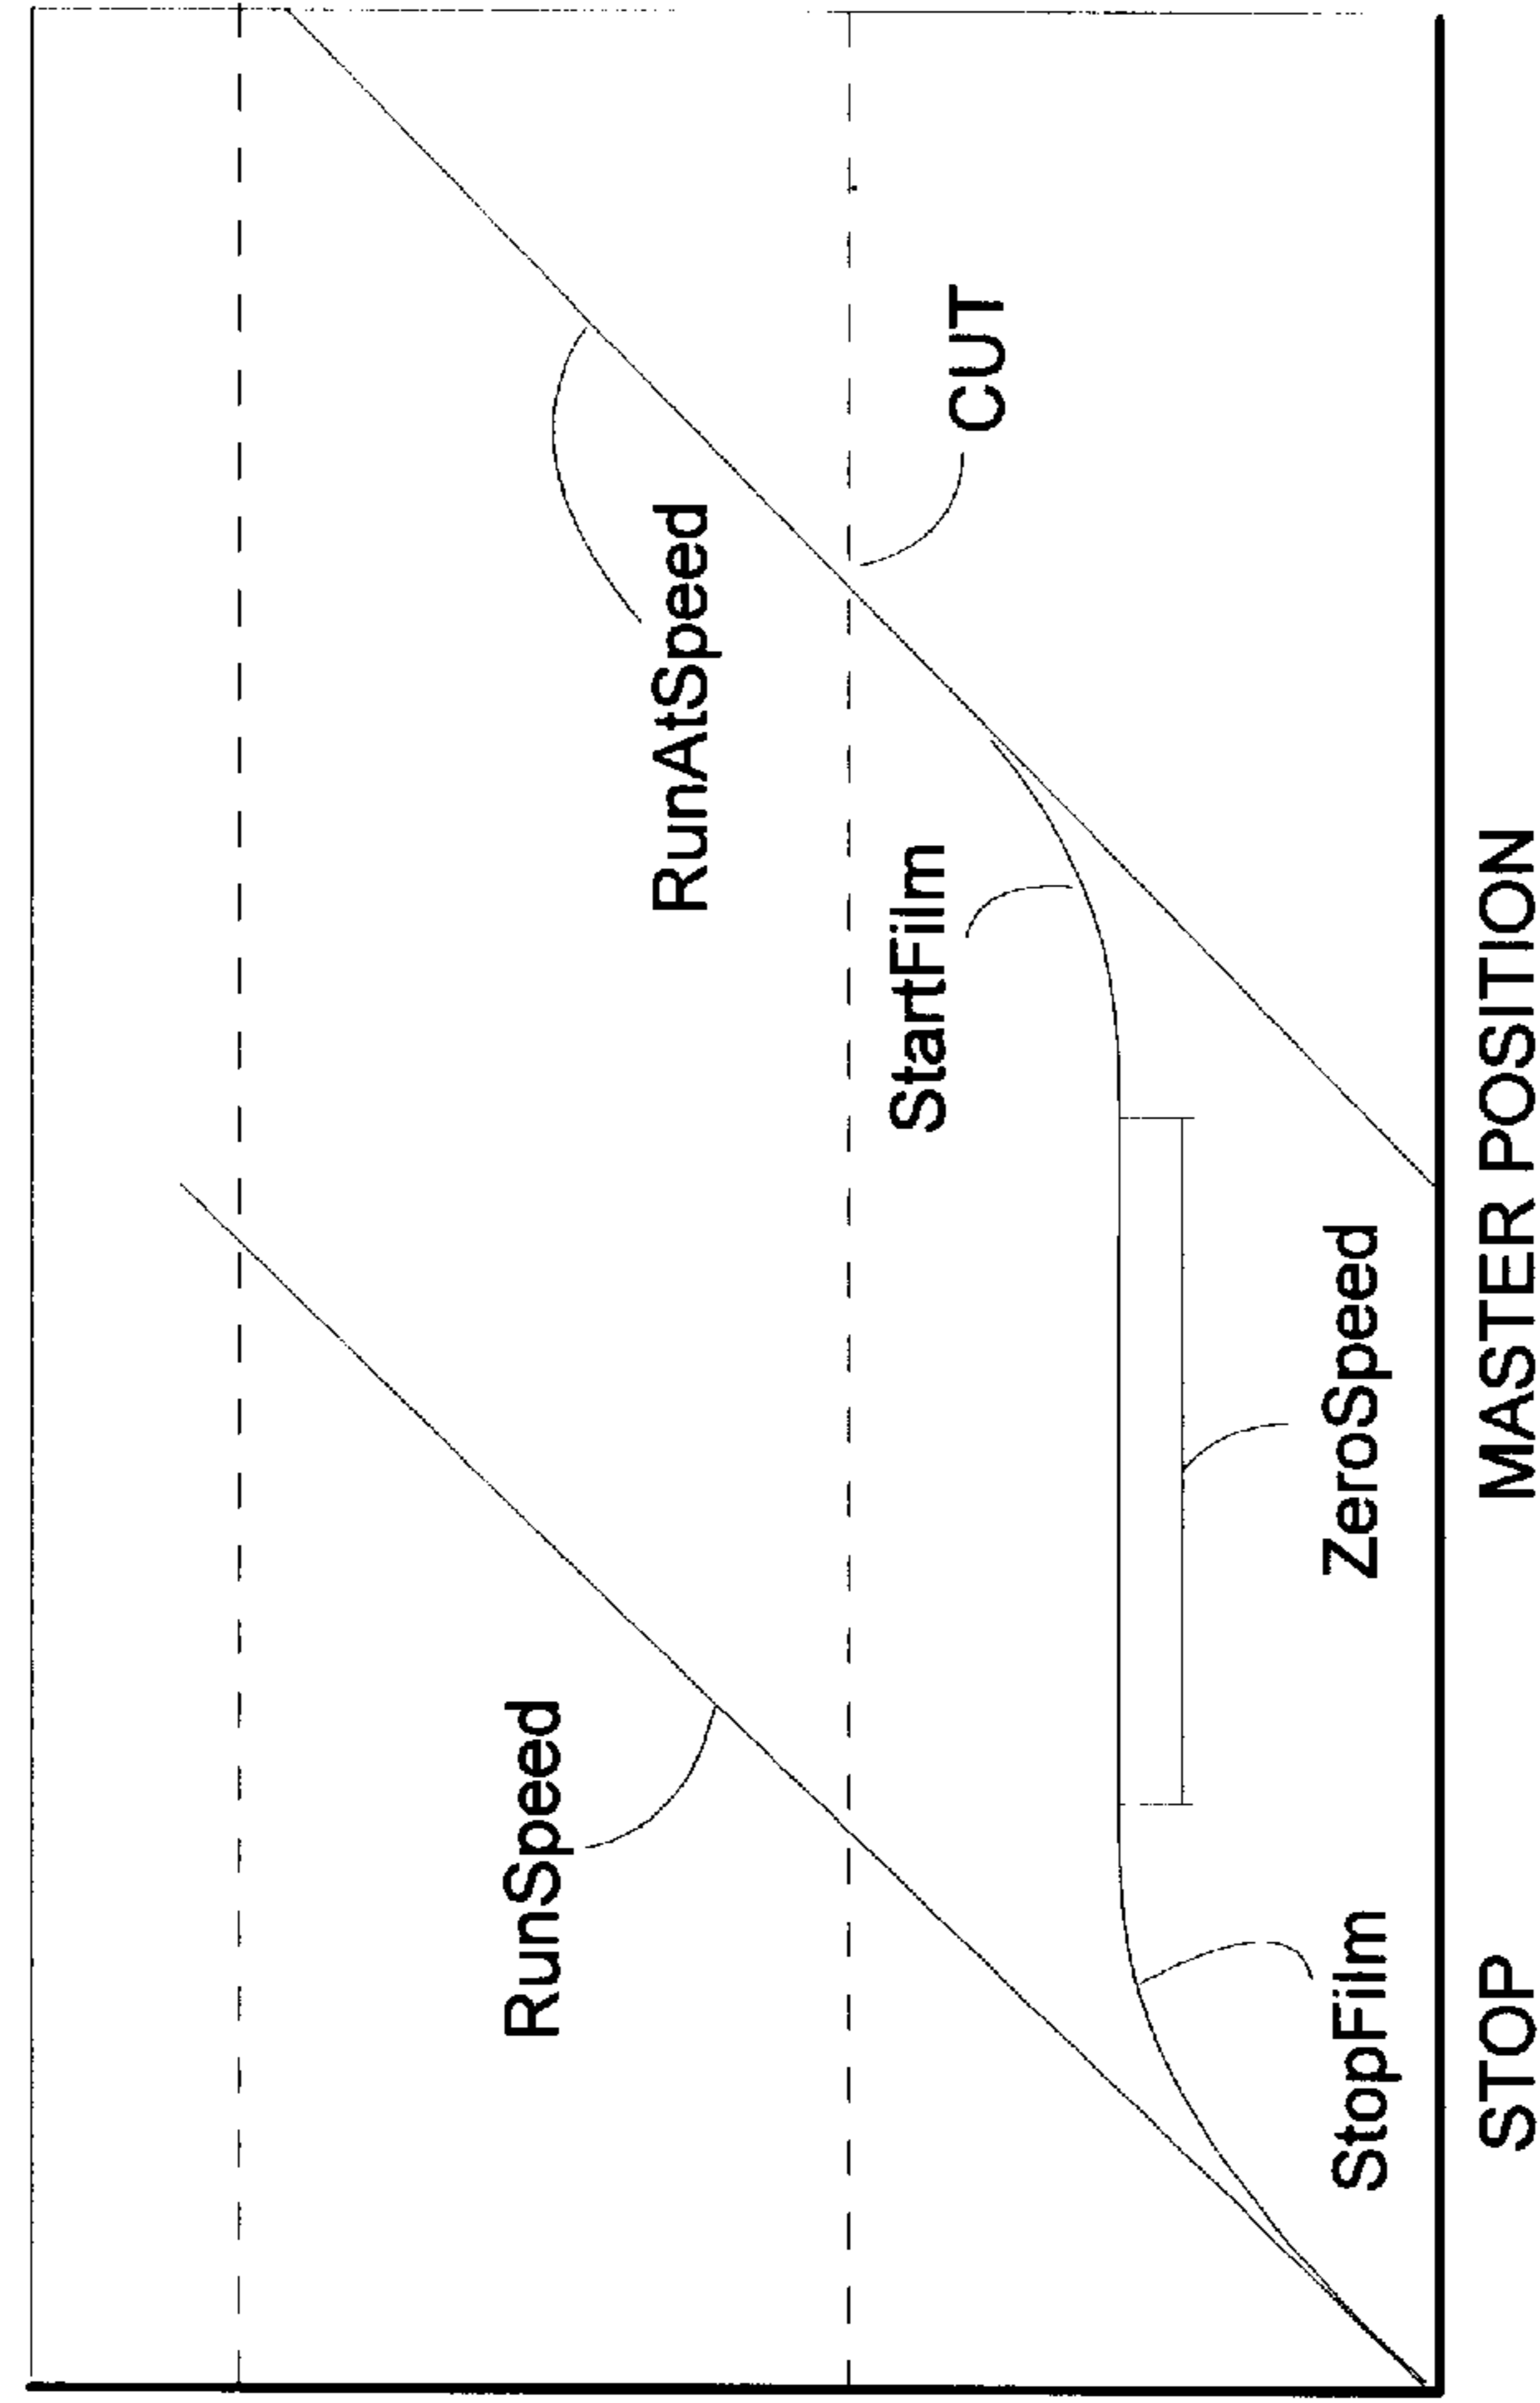 RunSpeed
RunAtSpeed
CUT
StartFilm
StopFilm
ZeroSpeed
STOP
MASTER POSITION